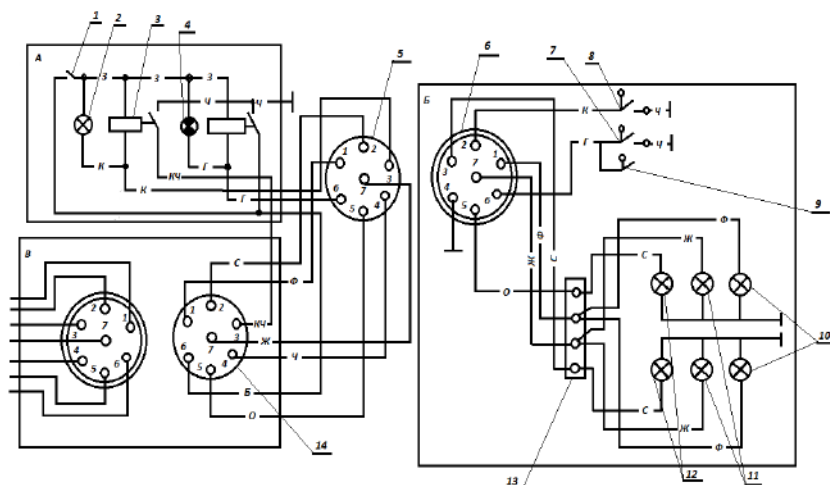 1 2 3 4 5 6 7 8
А
З З З
Ч Ч
К Г КЧ
К Г
1 2 3 4 5 6 7
Б
К Ч
Г Ч
9
1 2 3 4 5 6 7
Ж Ф С
О
Ф
Ж
С
10
С
Ж
Ф
13 12 11
В
1 2 3 4 5 6 7
С
Ф
1 2 3 4 5 6 7
КЧ
Ж
Ч
Б
О
14